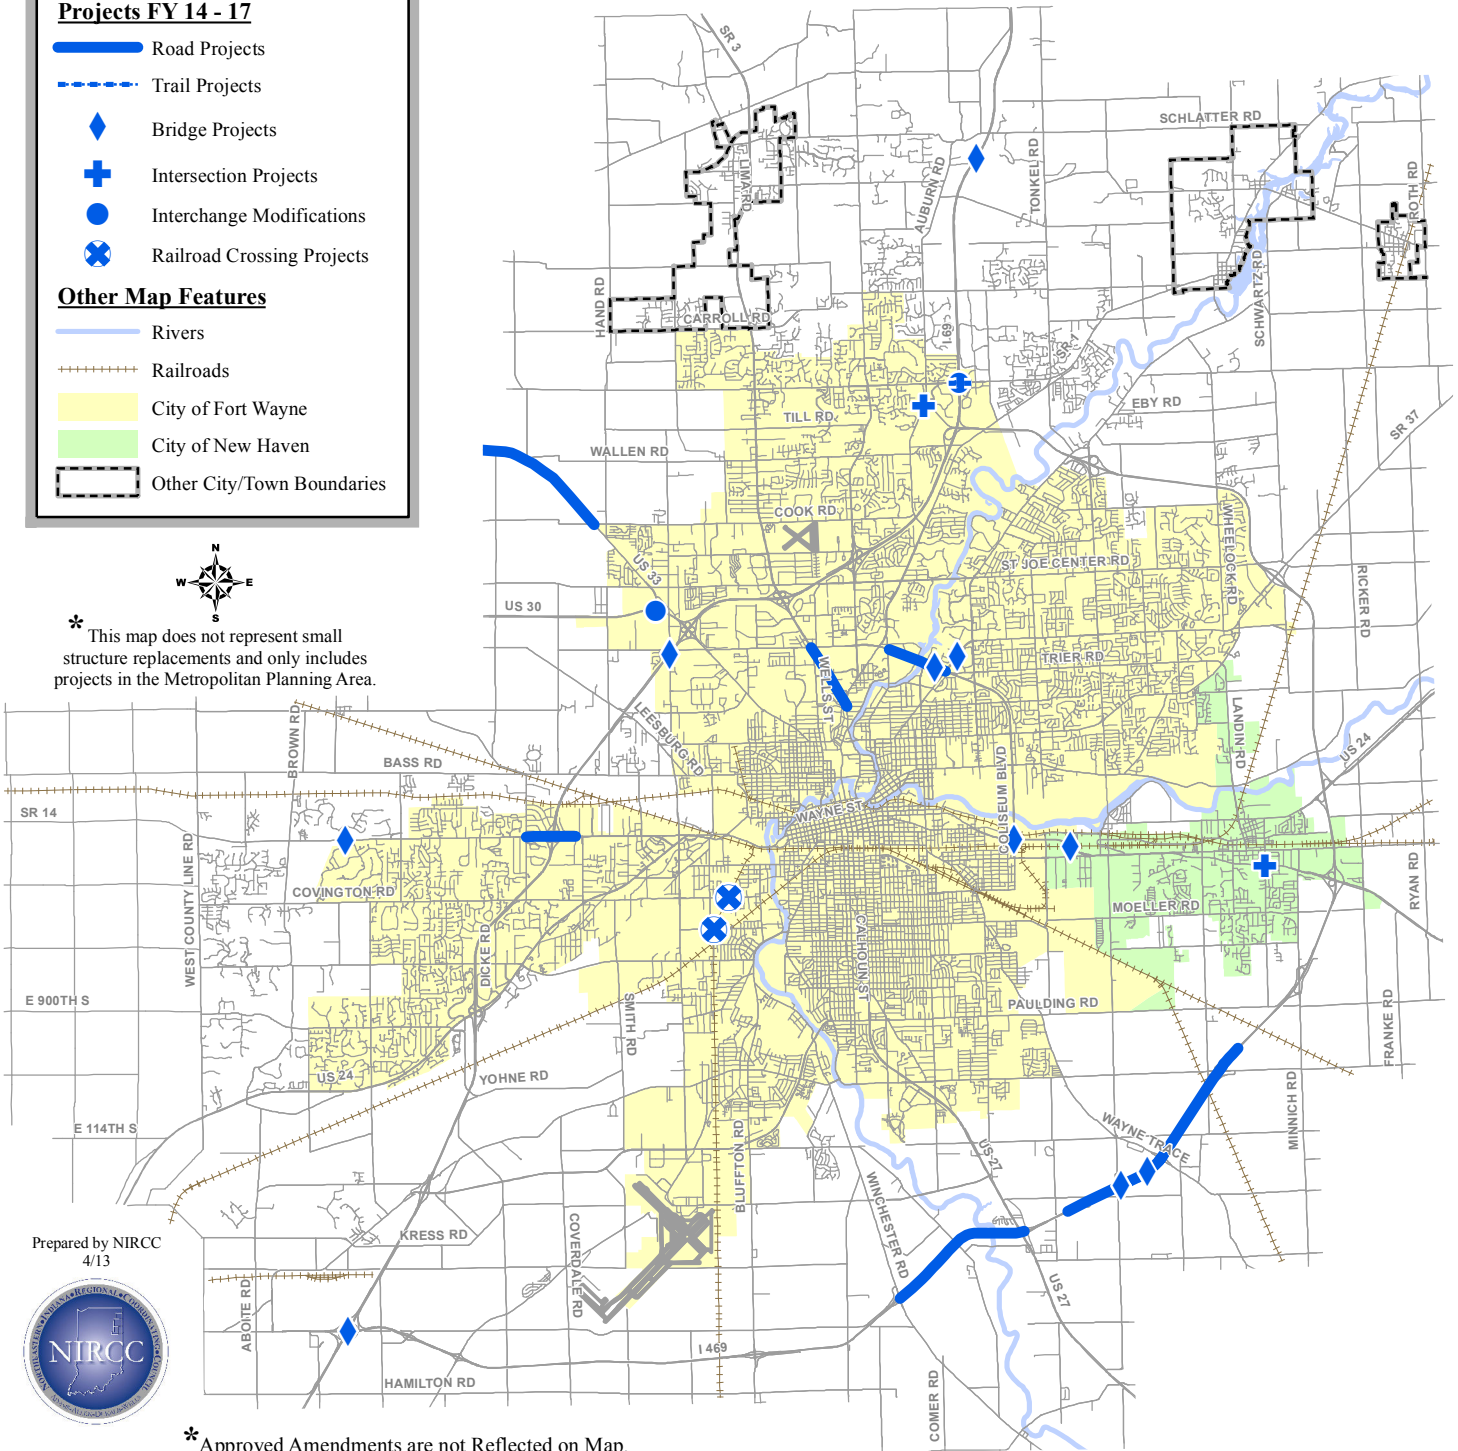 Projects FY 14 - 17
Road Projects
Trail Projects
Bridge Projects
Intersection Projects
Interchange Modifications
Railroad Crossing Projects
Other Map Features
Rivers
Railroads
City of Fort Wayne
City of New Haven
Other City/Town Boundaries
N
W E
S
* This map does not represent small
structure replacements and only includes
projects in the Metropolitan Planning Area.
SR 3
SCHLATTER RD
LIMA RD
AUBURN RD
TONKEL RD
ROTH RD
HAND RD
CARROLL RD
I 69
SR 1
SCHWARTZ RD
TILL RD
EBY RD
SR 37
WALLEN RD
COOK RD
WHEELOCK RD
US 33
ST JOE CENTER RD
RICKER RD
US 30
WELLS ST
TRIER RD
LEESBURG RD
LANDIN RD
US 24
BROWN RD
BASS RD
COLISEUM BLVD
SR 14
WAYNE ST
WEST COUNTY LINE RD
COVINGTON RD
RYAN RD
MOELLER RD
DICKE RD
CALHOUN ST
E 900TH S
SMITH RD
PAULDING RD
FRANKE RD
US 24
YOHNE RD
MINNICH RD
E 114TH S
WAYNE TRACE
BLUFFTON RD
US 27
WINCHESTER RD
KRESS RD
COVERDALE RD
US 27
ABOITE RD
I 469
HAMILTON RD
COMER RD
Prepared by NIRCC
4/13
NORTHEASTERN INDIANA REGIONAL COORDINATING COUNCIL
NIRCC
*Approved Amendments are not Reflected on Map.